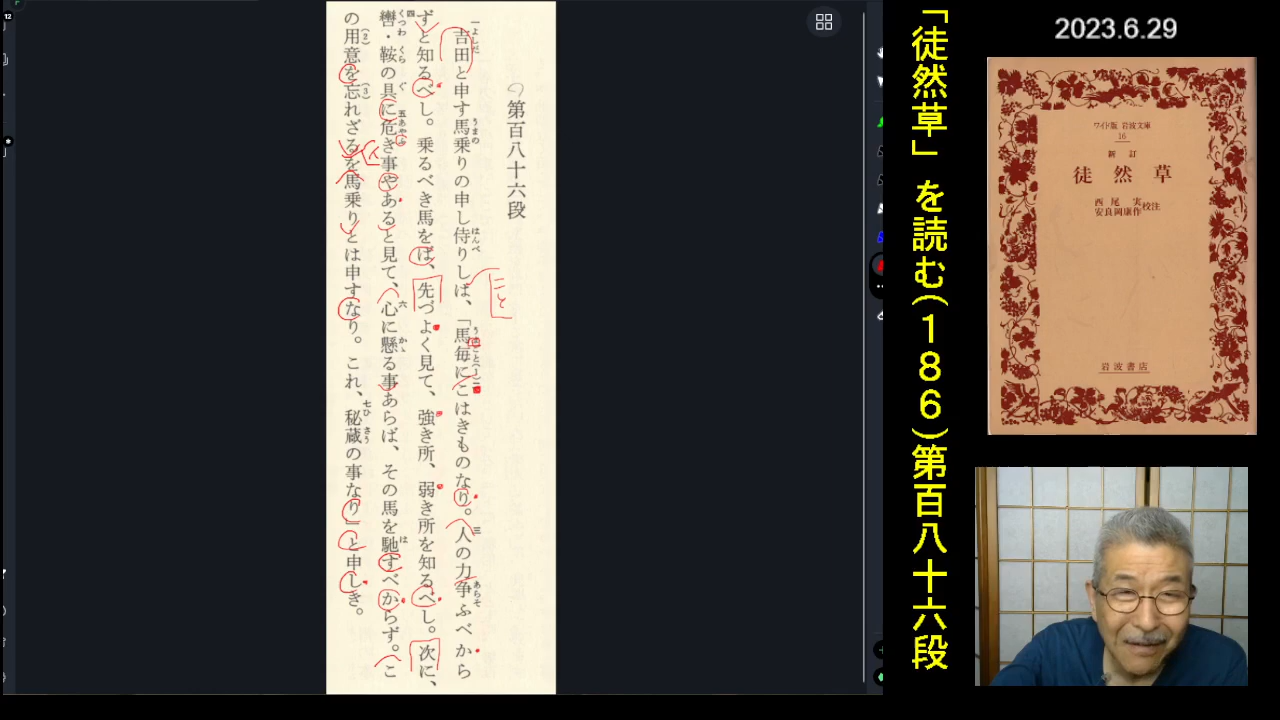 第百八十六段
吉田と申す馬乗りの申し侍りしば、「馬毎にこはきものなり。人の力争ふべから
ずと知るべし。乗るべき馬をば、先づよく見て、強き所、弱き所を知るべし。次に、
轡・鞍の具に危き事やあると見て、心に懸る事あらば、その馬を馳すべからず。こ
の用意を忘れざるを馬乗りとは申すなり。これ、秘蔵の事なり」と申しき。
こと
「徒然草」を読む(186)第百八十六段
2023.6.29
ワイド版 岩波文庫
16
新訂
徒然草
西尾実
安良岡康作
校注
岩波書店